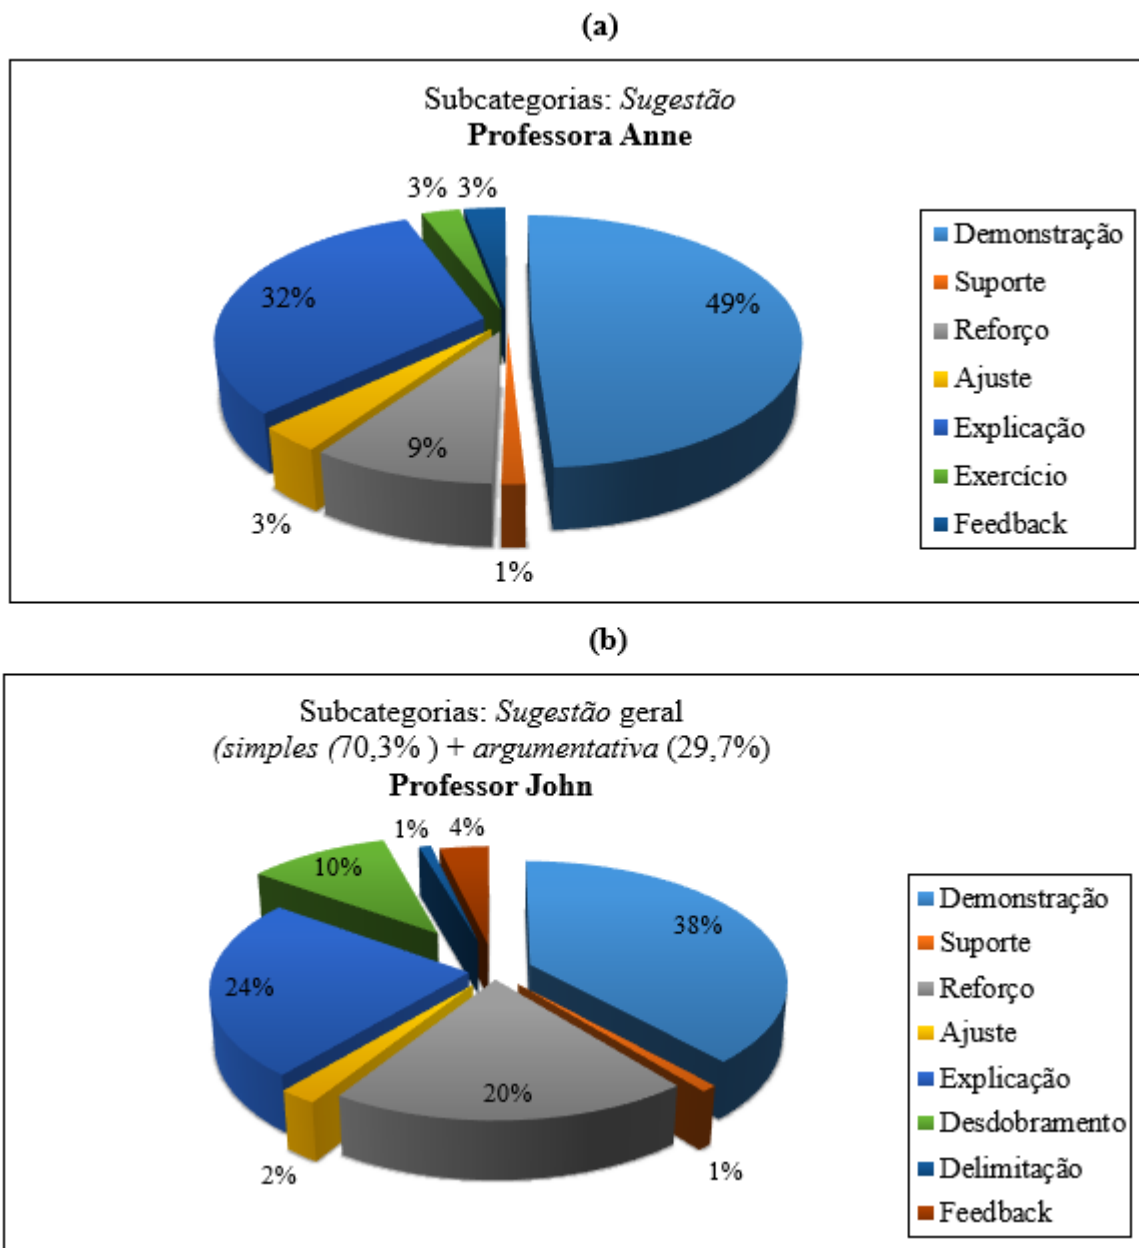 (a)
Subcategorias: Sugestão
Professora Anne
3% 3%
32%
49%
9%
3%
1%
Demonstração
Suporte
Reforço
Ajuste
Explicação
Exercício
Feedback
(b)
Subcategorias: Sugestão geral
(simples (70,3% ) + argumentativa (29,7%)
Professor John
1% 4%
10%
38%
24%
20%
2%
1%
Demonstração
Suporte
Reforço
Ajuste
Explicação
Desdobramento
Delimitação
Feedback